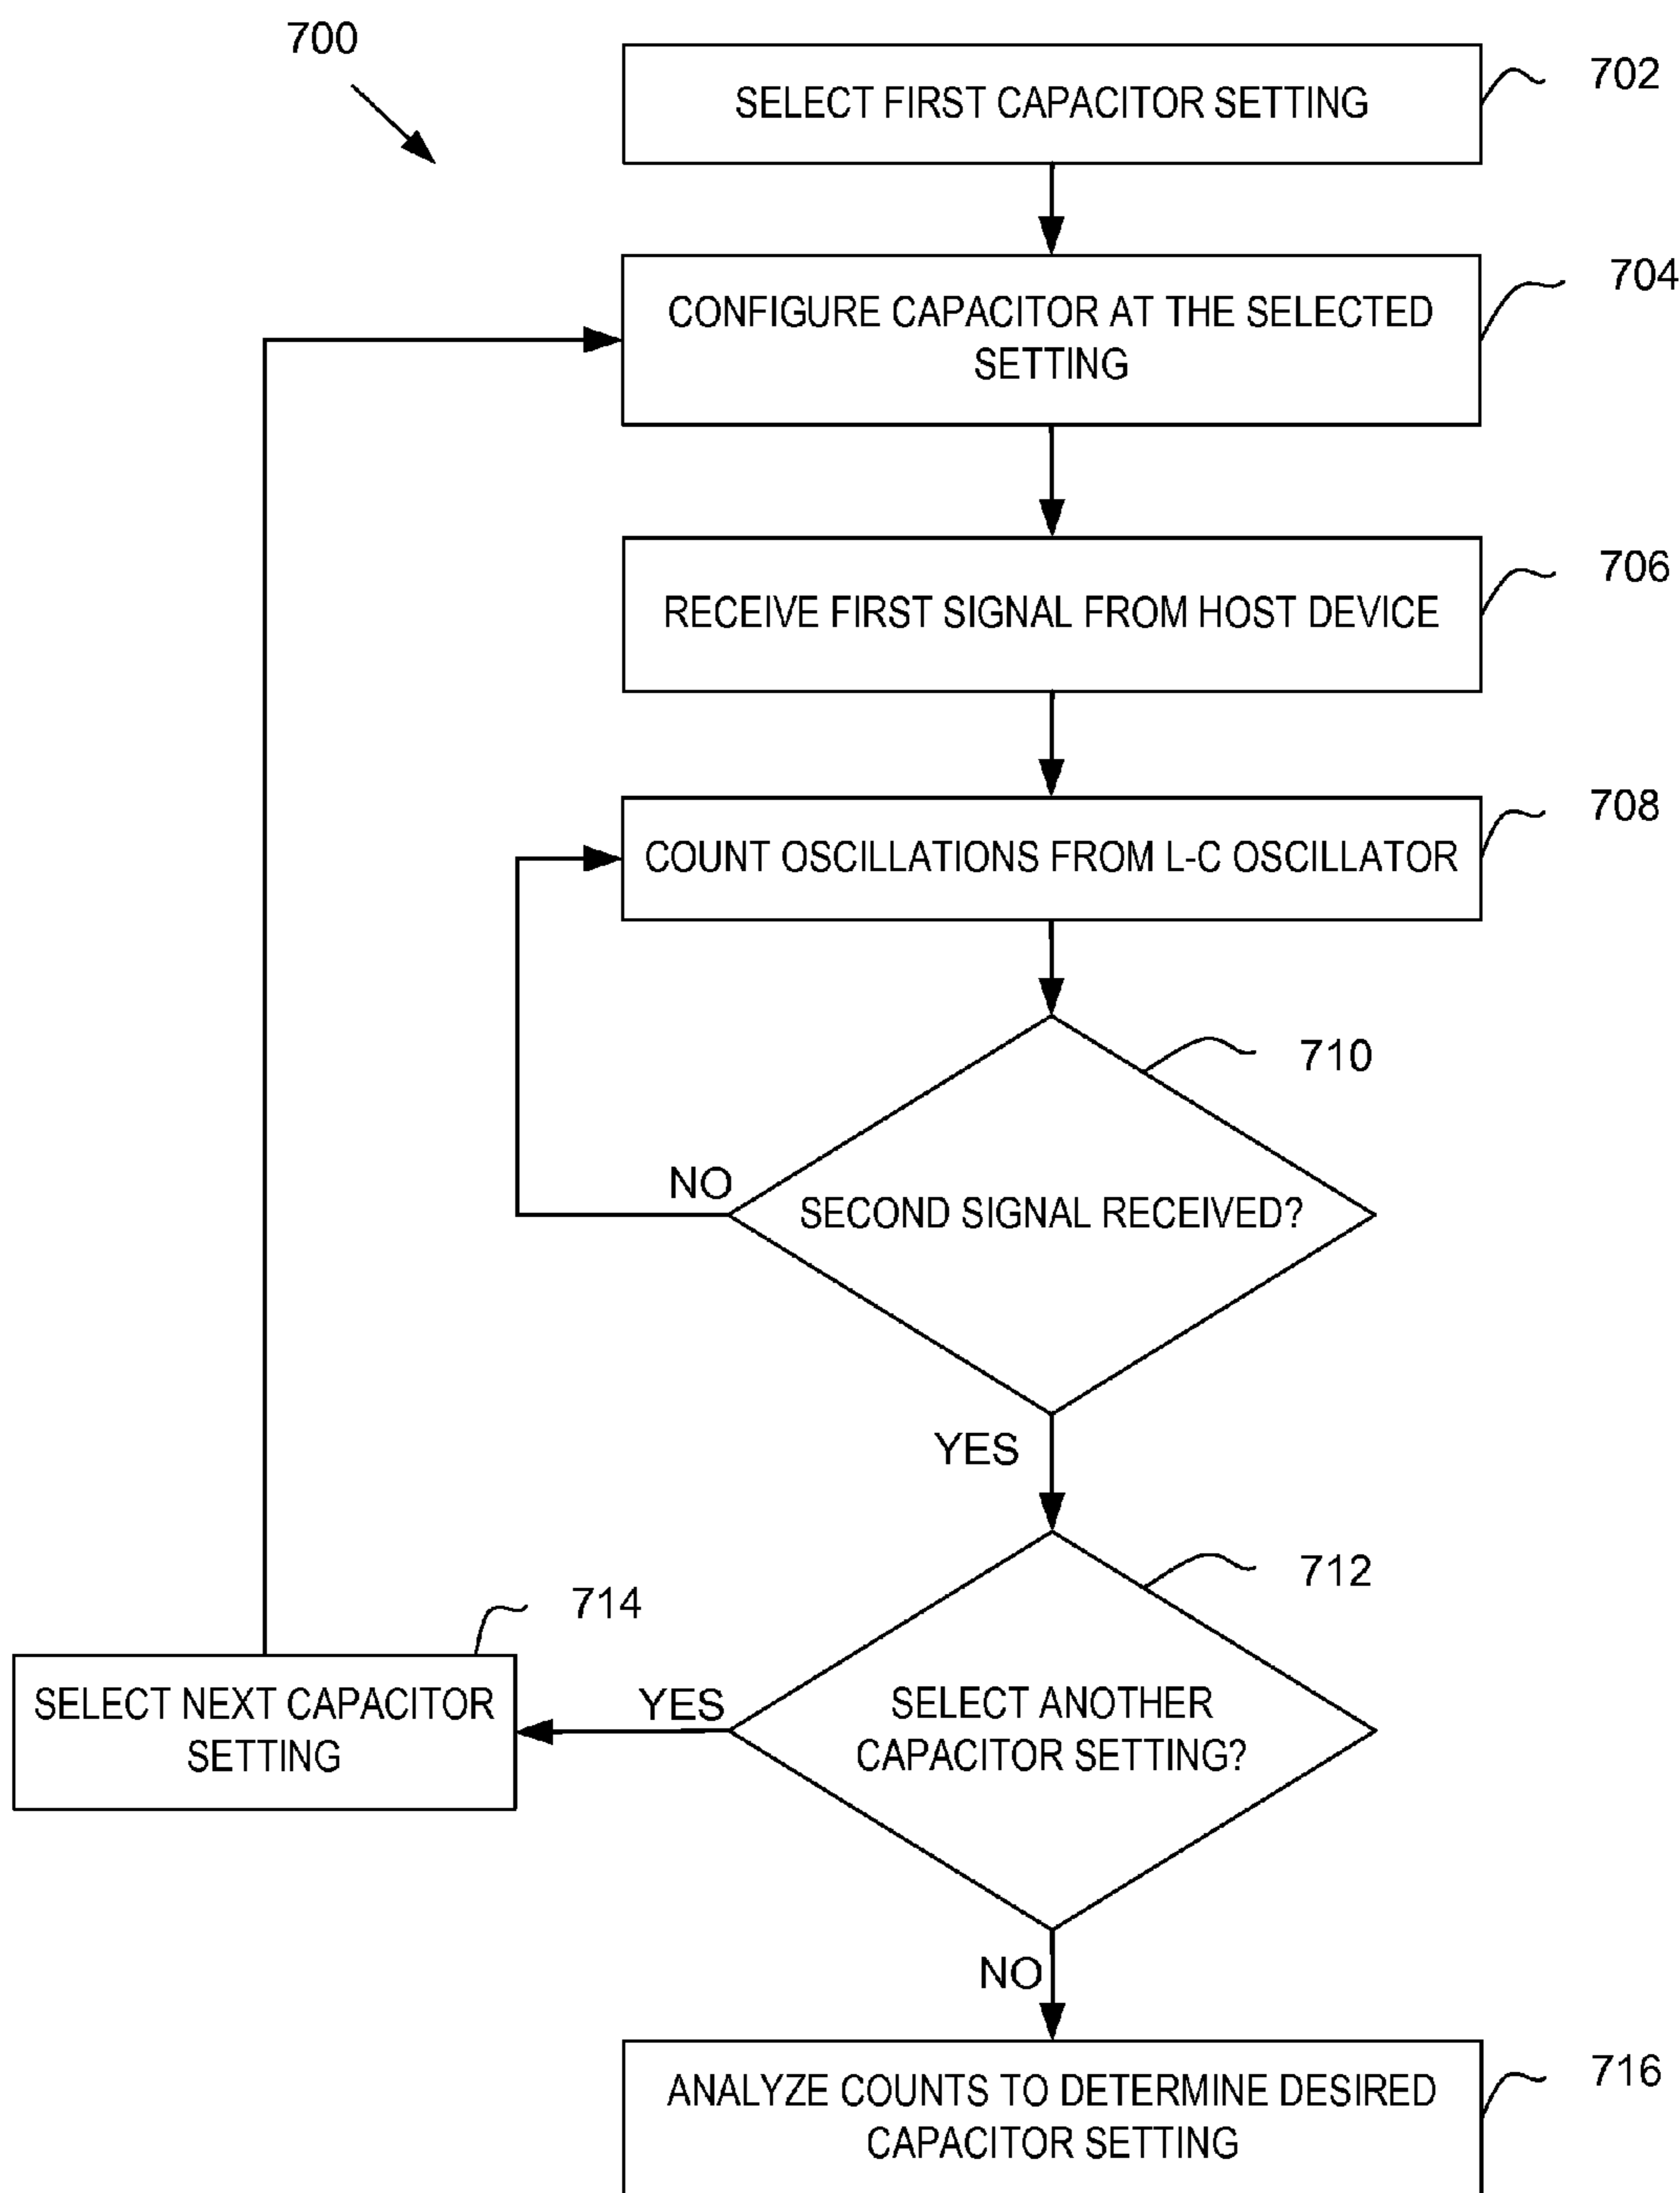 700
702
SELECT FIRST CAPACITOR SETTING
704
CONFIGURE CAPACITOR AT THE SELECTED
SETTING
706
RECEIVE FIRST SIGNAL FROM HOST DEVICE
708
COUNT OSCILLATIONS FROM L-C OSCILLATOR
710
NO
SECOND SIGNAL RECEIVED?
YES
712
714
SELECT NEXT CAPACITOR
SETTING
YES
SELECT ANOTHER
CAPACITOR SETTING?
NO
716
ANALYZE COUNTS TO DETERMINE DESIRED
CAPACITOR SETTING